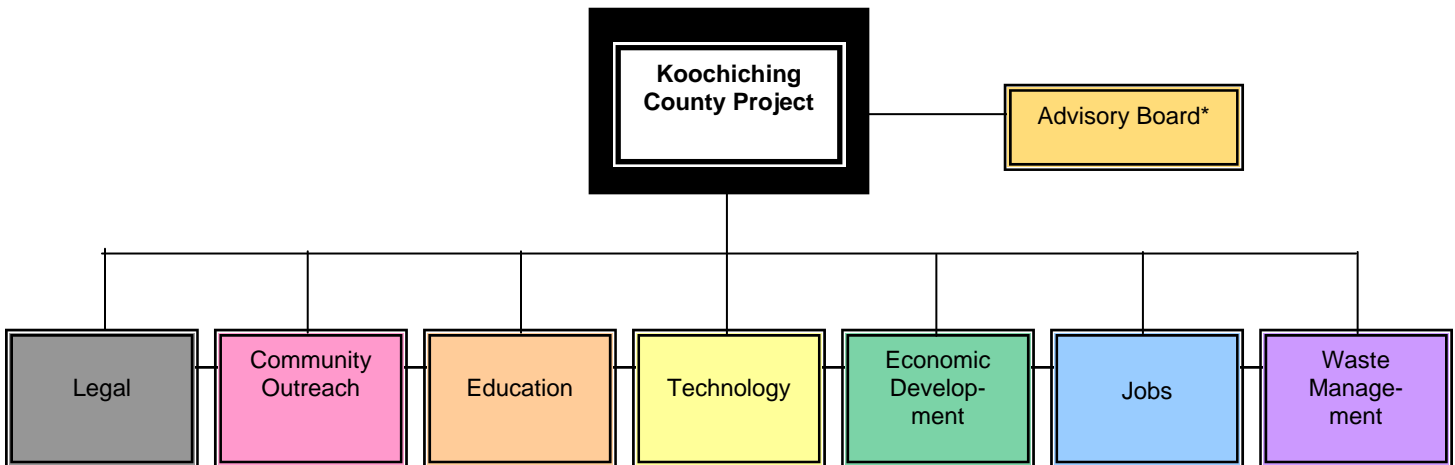 Koochiching
County Project
Advisory Board*
Legal
Community
Outreach
Education
Technology
Economic
Develop-
ment
Jobs
Waste
Manage-
ment